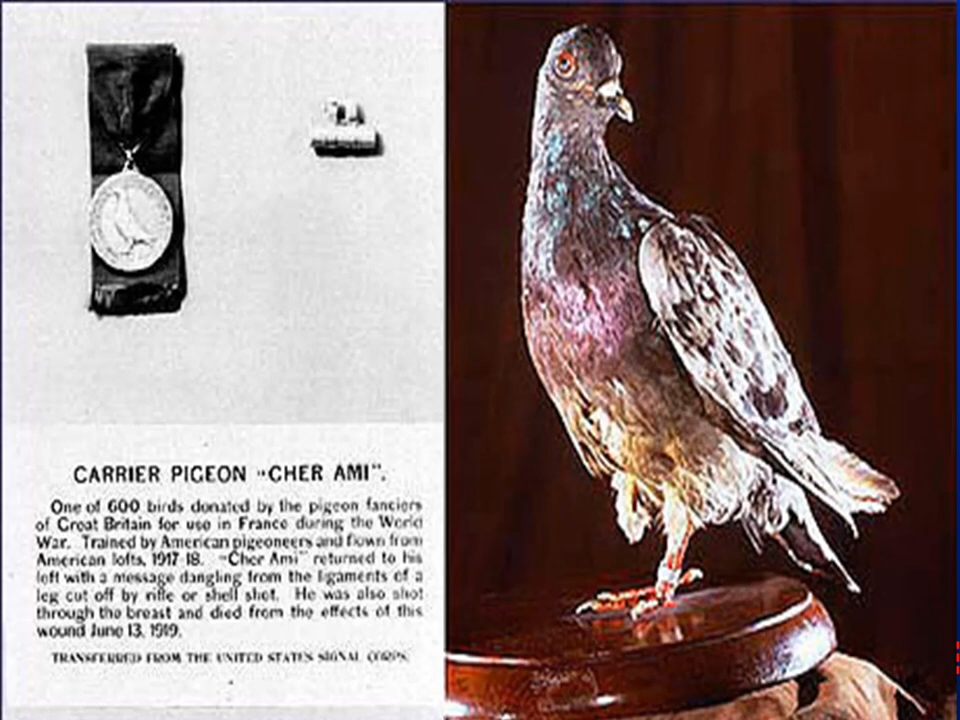 CARRIER PIGEON "CHER AMI".
One of 600 birds donated by the pigeon fanciers
of Great Britain for use in France during the World
War. Trained by American pigeoneers and flown from
American lofts, 1917-18. "Cher Ami" returned to his
loft with a message dangling from the ligaments of a
leg cut off by rifle or shell shot. He was also shot
through the breast and died from the effects of this
wound June 13, 1919.
TRANSFERRED FROM THE UNITED STATES SIGNAL CORPS.